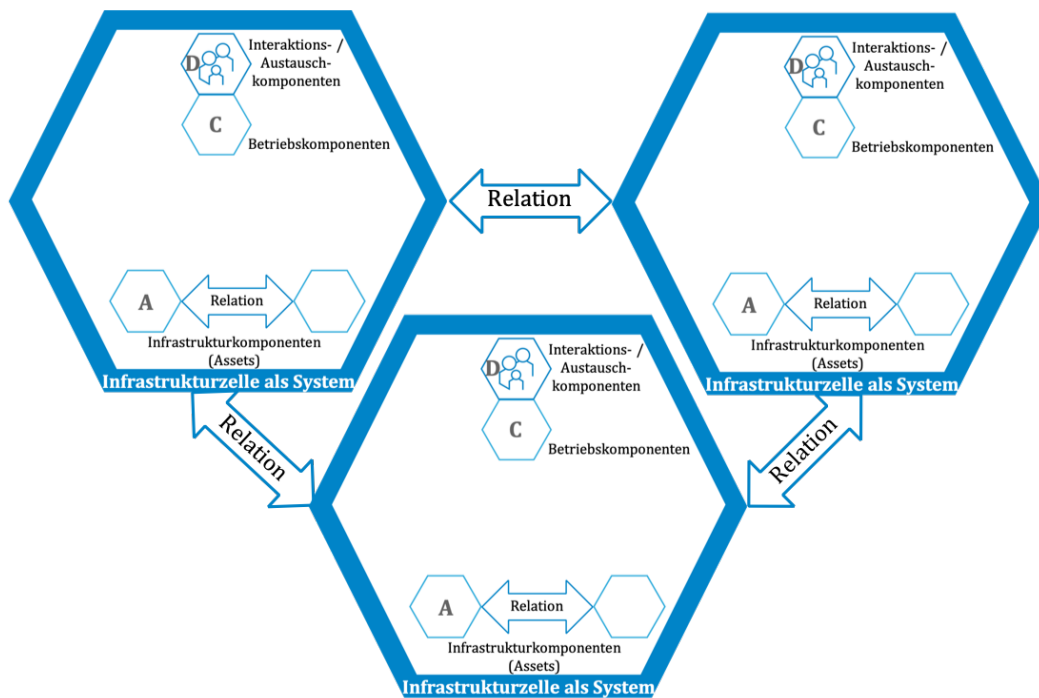 D
Interaktions- /
Austausch-
komponenten
C
Betriebskomponenten
A
Relation
Infrastrukturkomponenten
(Assets)
Infrastrukturzelle als System
Relation
D
Interaktions- /
Austausch-
komponenten
C
Betriebskomponenten
A
Relation
Infrastrukturkomponenten
(Assets)
Infrastrukturzelle als System
Relation
Relation
D
Interaktions- /
Austausch-
komponenten
C
Betriebskomponenten
A
Relation
Infrastrukturkomponenten
(Assets)
Infrastrukturzelle als System